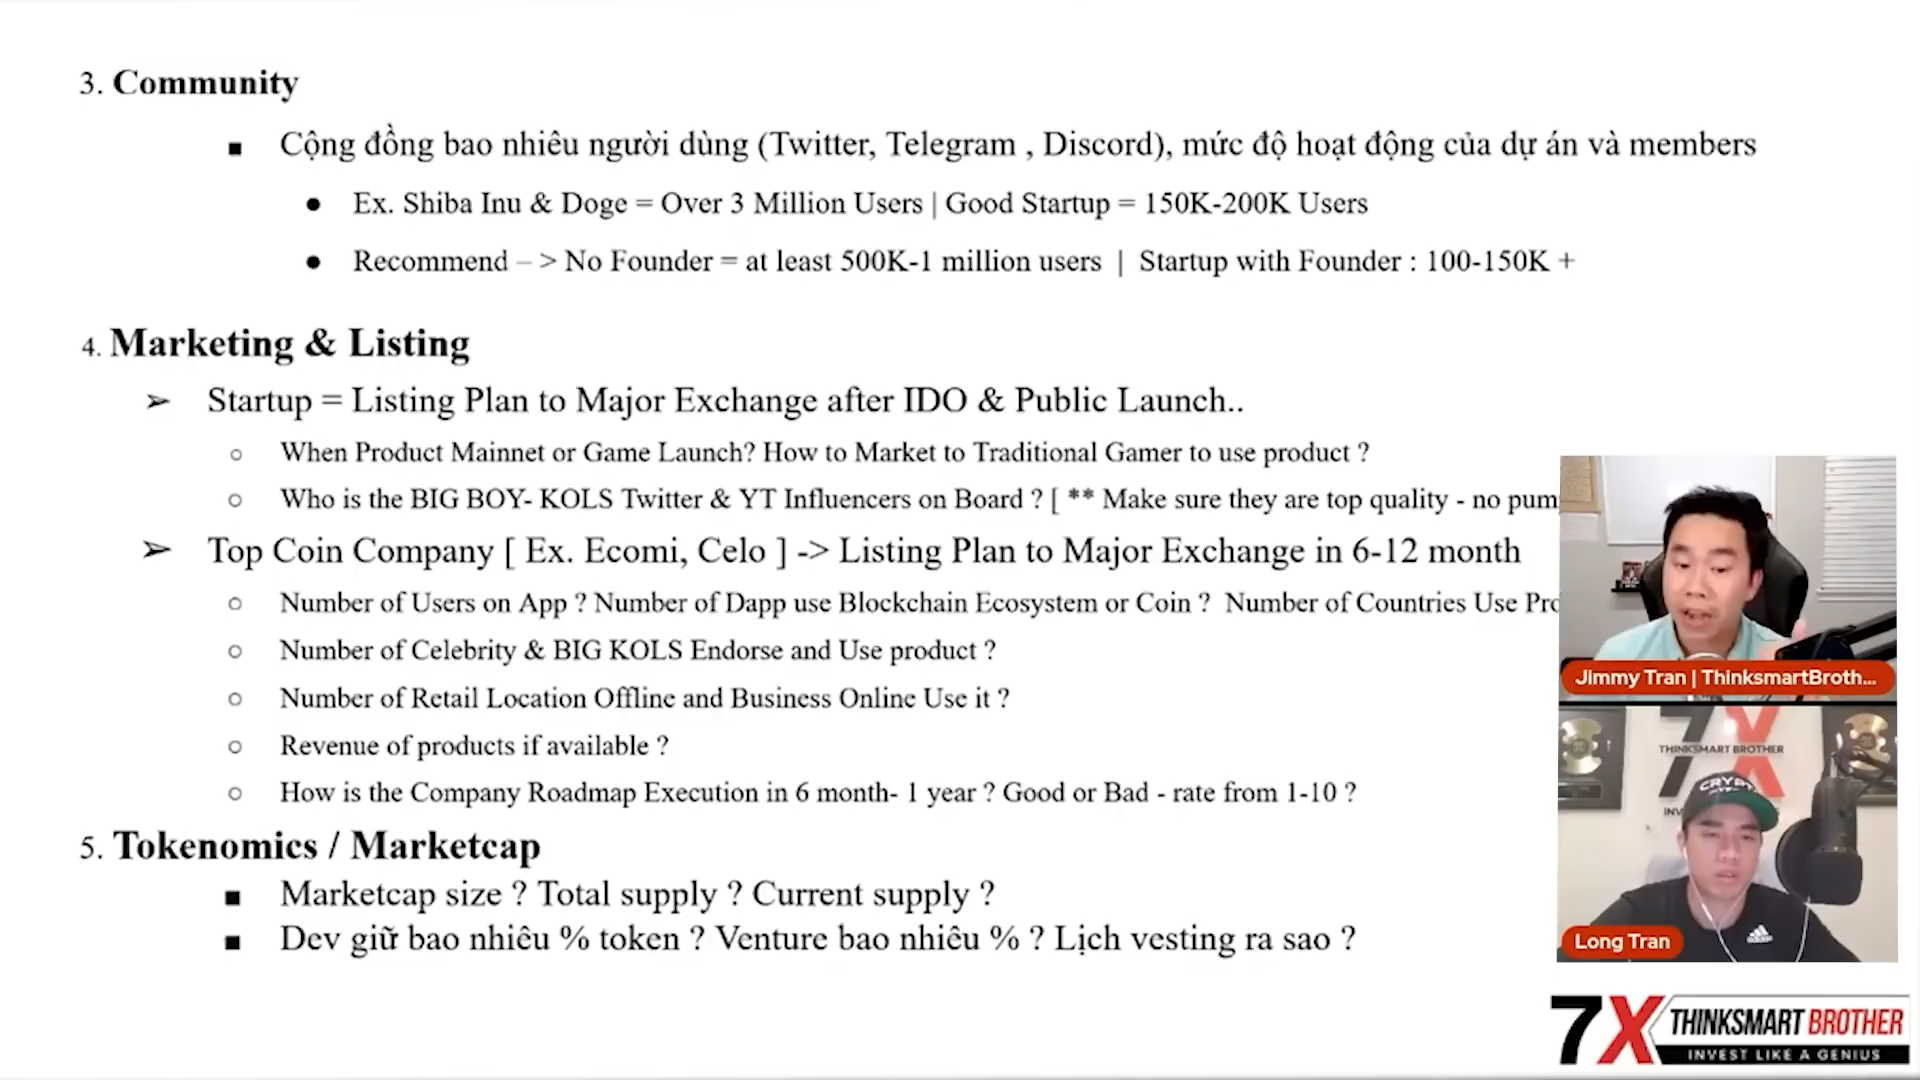 3. Community
■ Cộng đồng bao nhiêu người dùng (Twitter, Telegram , Discord), mức độ hoạt động của dự án và members
● Ex. Shiba Inu & Doge = Over 3 Million Users | Good Startup = 150K-200K Users
● Recommend – > No Founder = at least 500K-1 million users | Startup with Founder : 100-150K +
4. Marketing & Listing
➢ Startup = Listing Plan to Major Exchange after IDO & Public Launch..
○ When Product Mainnet or Game Launch? How to Market to Traditional Gamer to use product ?
○ Who is the BIG BOY- KOLS Twitter & YT Influencers on Board ? [ ** Make sure they are top quality - no pum
➢ Top Coin Company [ Ex. Ecomi, Celo ] -> Listing Plan to Major Exchange in 6-12 month
○ Number of Users on App ? Number of Dapp use Blockchain Ecosystem or Coin ? Number of Countries Use Pro
○ Number of Celebrity & BIG KOLS Endorse and Use product ?
○ Number of Retail Location Offline and Business Online Use it ?
○ Revenue of products if available ?
○ How is the Company Roadmap Execution in 6 month- 1 year ? Good or Bad - rate from 1-10 ?
5. Tokenomics / Marketcap
■ Marketcap size ? Total supply ? Current supply ?
■ Dev giữ bao nhiêu % token ? Venture bao nhiêu % ? Lịch vesting ra sao ?
Jimmy Tran | ThinksmartBroth...
7X
THINKSMART BROTHER
Long Tran
7X THINKSMART BROTHER
INVEST LIKE A GENIUS